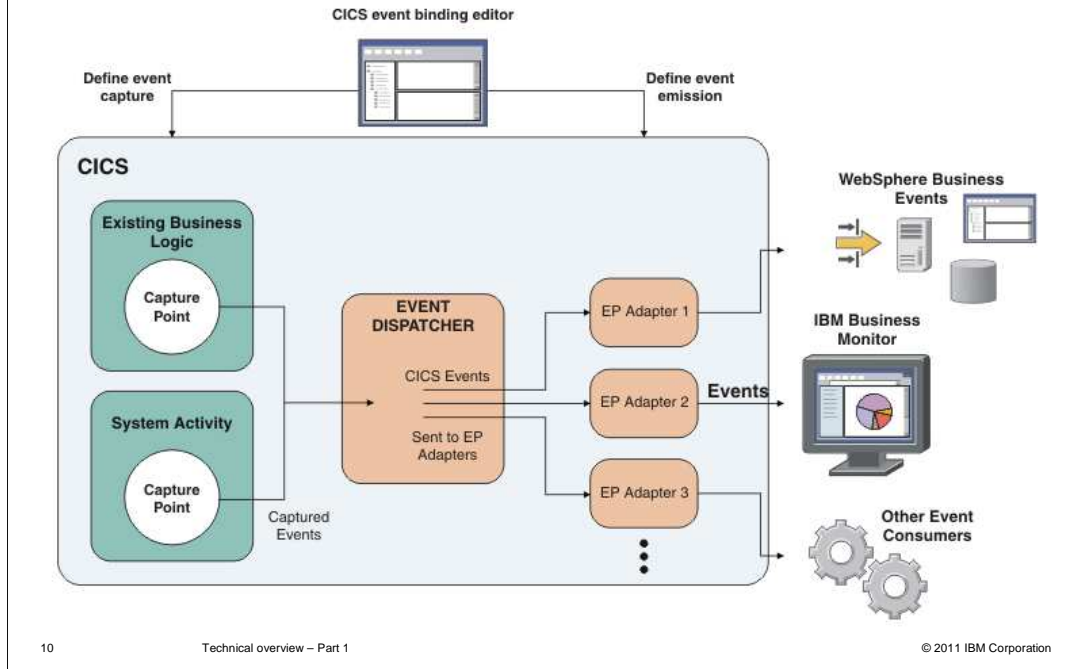 CICS event binding editor
Define event
capture
Define event
emission
CICS
Existing Business
Logic
Capture
Point
System Activity
Capture
Point
Captured
Events
EVENT
DISPATCHER
CICS Events
Sent to EP
Adapters
EP Adapter 1
EP Adapter 2
EP Adapter 3
Events
WebSphere Business
Events
IBM Business
Monitor
Other Event
Consumers
10
Technical overview – Part 1
© 2011 IBM Corporation